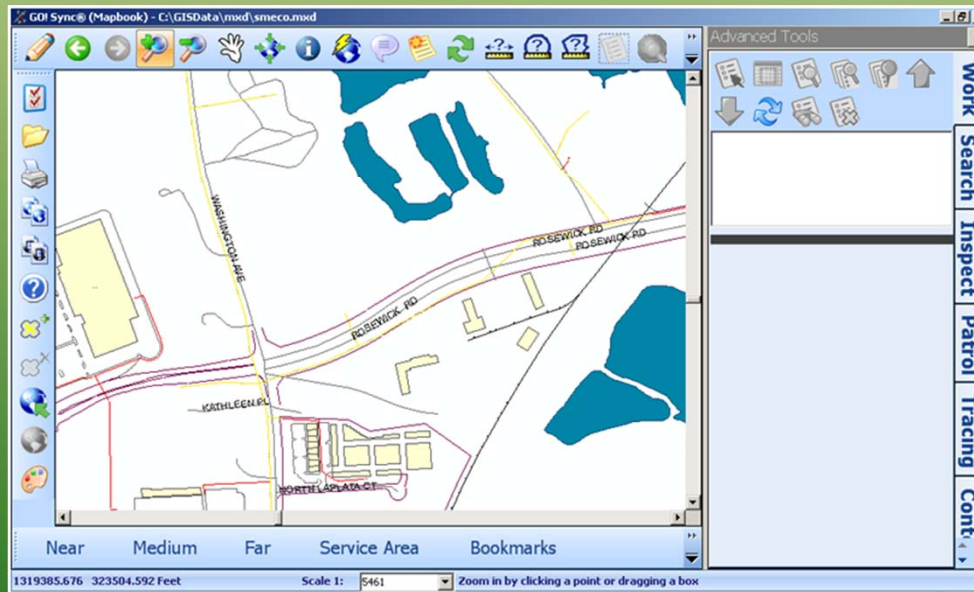 GO! Sync® (Mapbook) - C:\GISData\mxd\smeco.mxd
Advanced Tools
Work
Search
Inspect
Patrol
Tracing
Cont
WASHINGTON AVE
ROSEWICK RD
ROSEWICK RD
ROSEWICK RD
KATHLEEN PL
NORTH LAPLATA CT
Near Medium Far Service Area Bookmarks
1319385.676 323504.592 Feet Scale 1: 5461 Zoom in by clicking a point or dragging a box